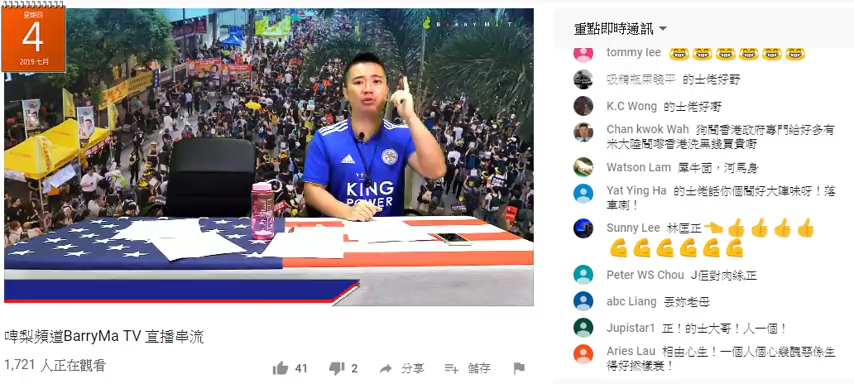 星期四
4
2019 七月
BARRYMA T
KING
POWER
啤梨頻道BarryMa TV 直播串流
1,721 人正在觀看
41
2
分享
儲存
重點即時通訊
tommy lee 😂😂😂😂😂😂
的士佬好野
K.C Wong 的士佬好嘢
Chan kwok Wah 狗閪香港政府專門給好多有
米大陸閪嚟香港洗黑錢買貴嘢
Watson Lam 犀牛面，河馬身
Yat Ying Ha 的士佬話你個閪好大陣味呀！落
車喇！
Sunny Lee 林匡正👈👍👍👍👍
💪💪💪💪💪💪
Peter WS Chou J佢對肉絲,正
abc Liang 丟妳老母
Jupistar1 正！的士大哥！人一個！
Aries Lau 相由心生！一個人個心幾醜惡係生
得好撚樣衰！